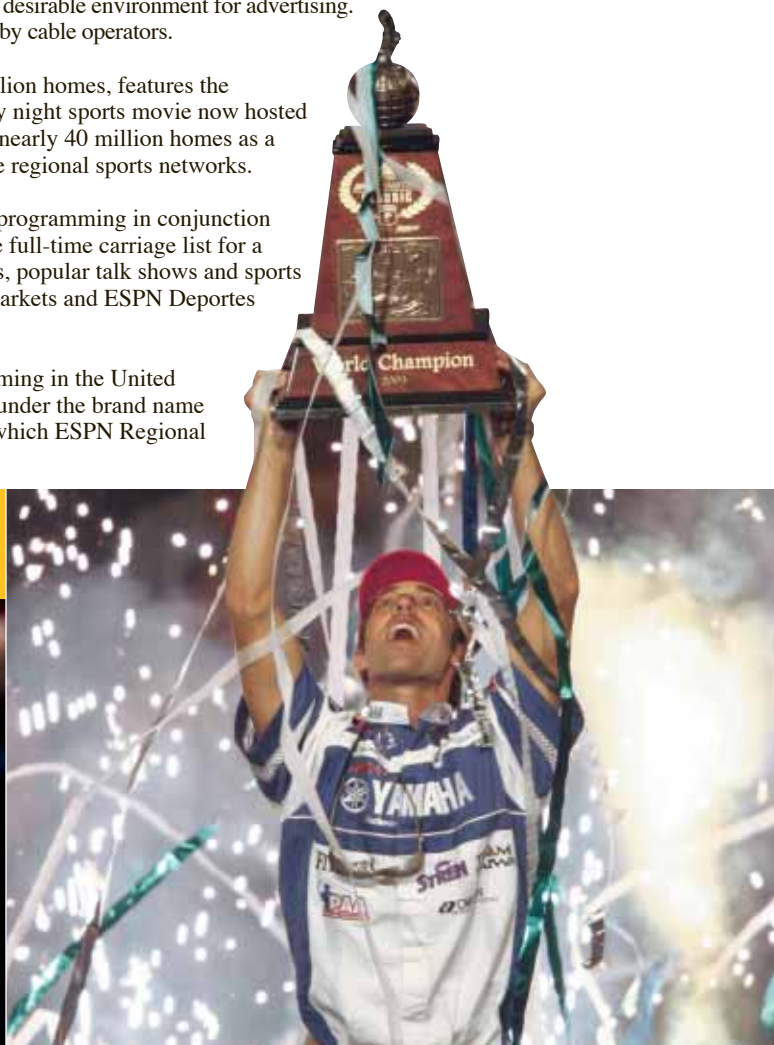 desirable environment for advertising.
by cable operators.
lion homes, features the
y night sports movie now hosted
nearly 40 million homes as a
e regional sports networks.
programming in conjunction
e full-time carriage list for a
s, popular talk shows and sports
arkets and ESPN Deportes
ming in the United
under the brand name
which ESPN Regional
World Champion
YAMAHA
STREN